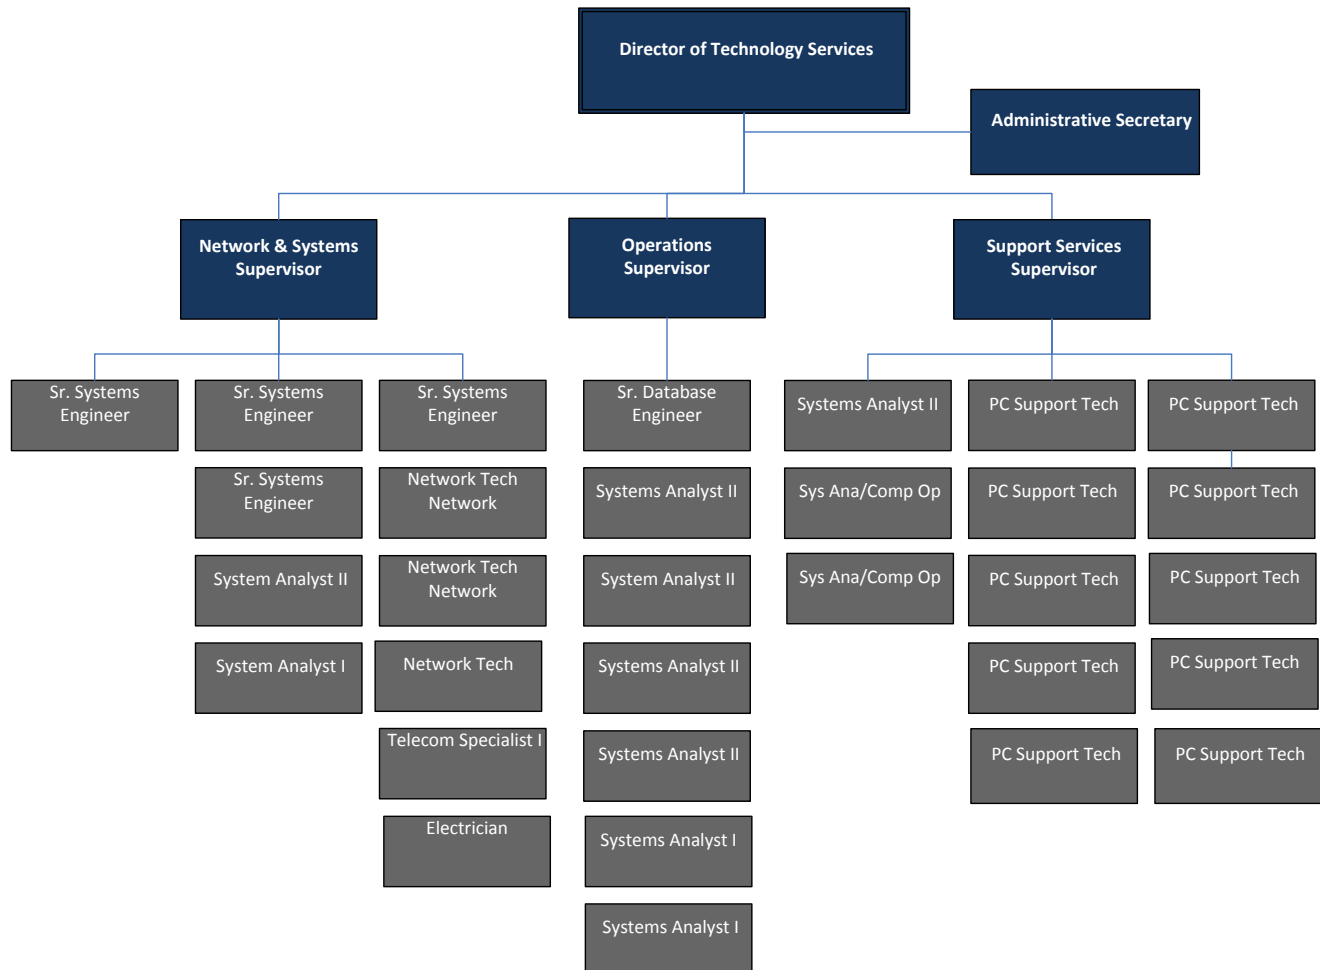 Director of Technology Services
Administrative Secretary
Network & Systems
Supervisor
Operations
Supervisor
Support Services
Supervisor
Sr. Systems
Engineer
Sr. Systems
Engineer
Sr. Systems
Engineer
Sr. Database
Engineer
Systems Analyst II
PC Support Tech
PC Support Tech
Sr. Systems
Engineer
Network Tech
Network
Systems Analyst II
Sys Ana/Comp Op
PC Support Tech
PC Support Tech
System Analyst II
Network Tech
Network
System Analyst II
Sys Ana/Comp Op
PC Support Tech
PC Support Tech
System Analyst I
Network Tech
Systems Analyst II
PC Support Tech
PC Support Tech
Telecom Specialist I
Systems Analyst II
PC Support Tech
PC Support Tech
Electrician
Systems Analyst I
Systems Analyst I